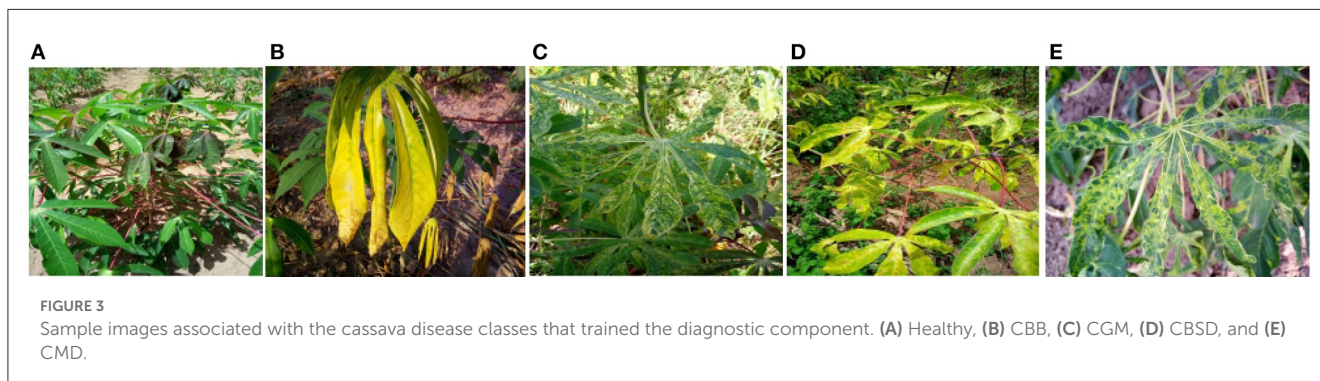 A B C D E
FIGURE 3
Sample images associated with the cassava disease classes that trained the diagnostic component. (A) Healthy, (B) CBB, (C) CGM, (D) CBSD, and (E)
CMD.